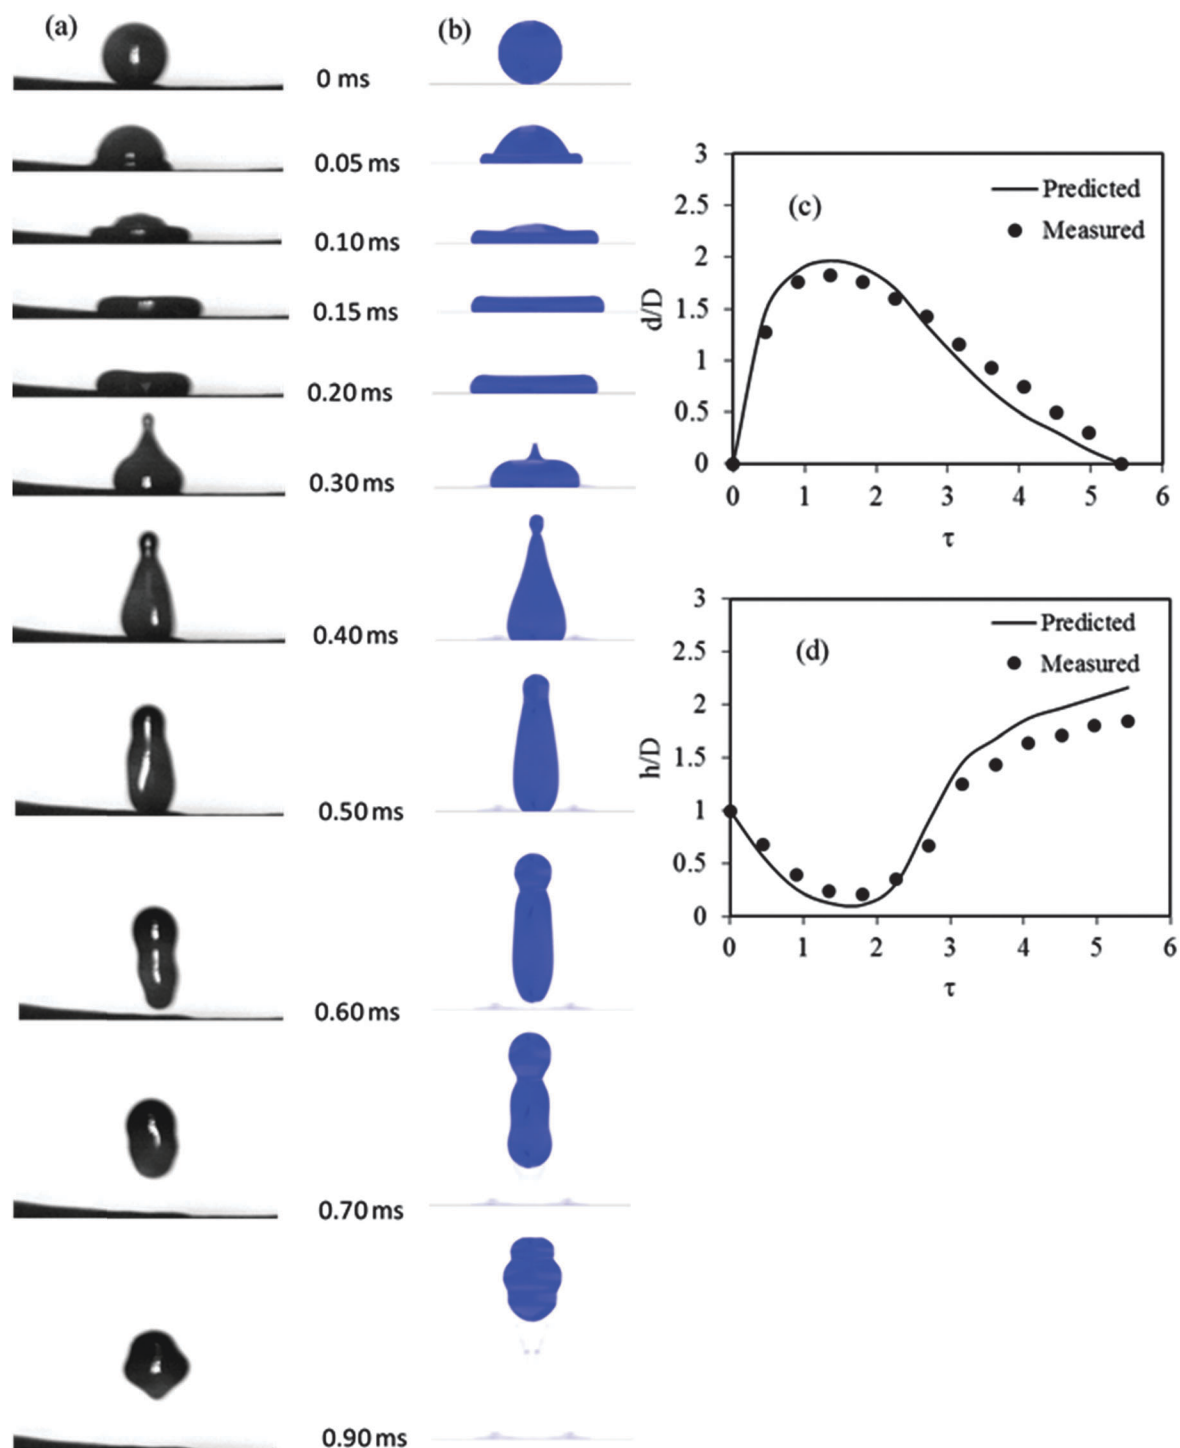 (a)
(b)
0 ms
0.05 ms
0.10 ms
0.15 ms
0.20 ms
0.30 ms
0.40 ms
0.50 ms
0.60 ms
0.70 ms
0.90 ms
3
2.5
2
1.5
1
0.5
0
d/D
(c)
Predicted
Measured
0 1 2 3 4 5 6
τ
3
2.5
2
1.5
1
0.5
0
h/D
(d)
Predicted
Measured
0 1 2 3 4 5 6
τ